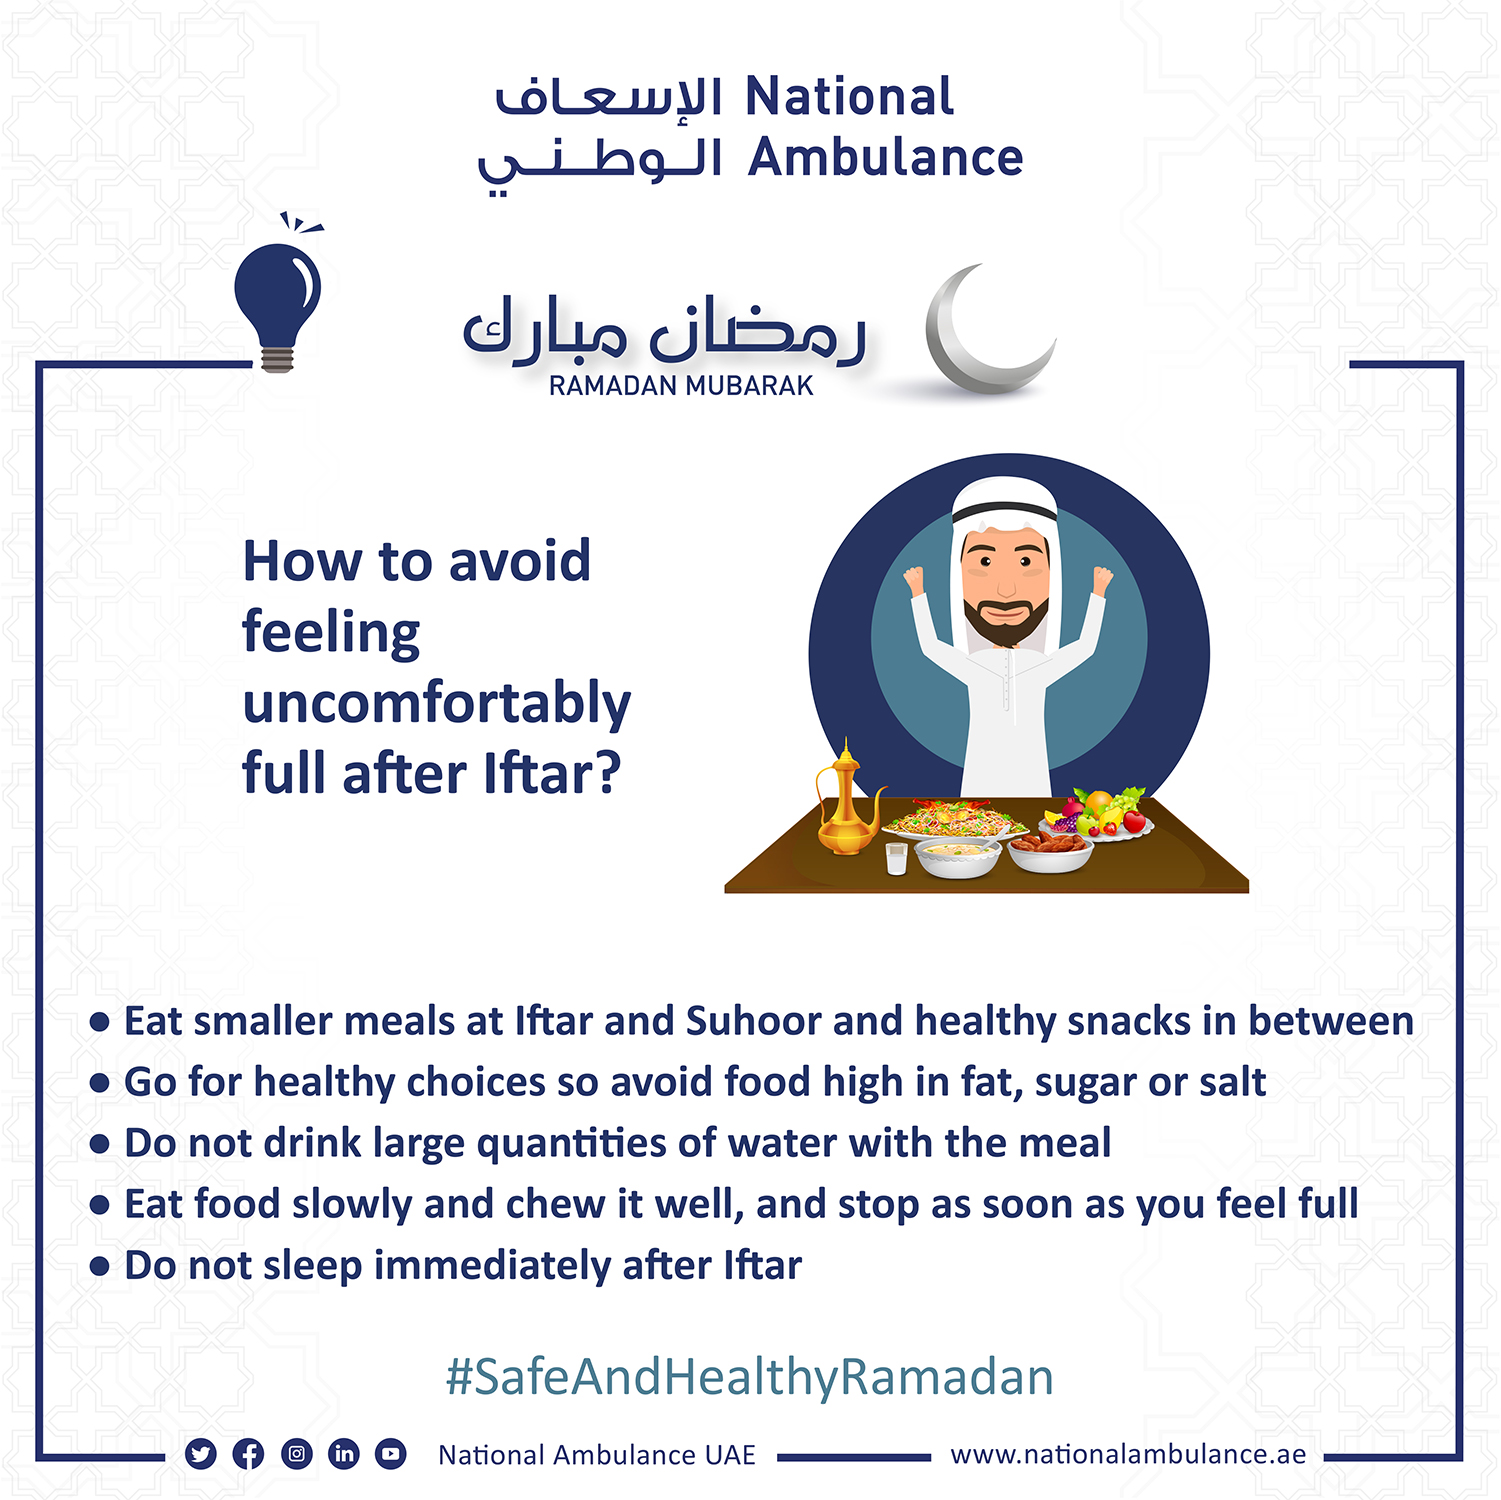 الإسعاف National
الوطني Ambulance
رمضان مبارك
RAMADAN MUBARAK
How to avoid
feeling
uncomfortably
full after Iftar?
● Eat smaller meals at Iftar and Suhoor and healthy snacks in between
● Go for healthy choices so avoid food high in fat, sugar or salt
● Do not drink large quantities of water with the meal
● Eat food slowly and chew it well, and stop as soon as you feel full
● Do not sleep immediately after Iftar
#SafeAndHealthyRamadan
National Ambulance UAE www.nationalambulance.ae